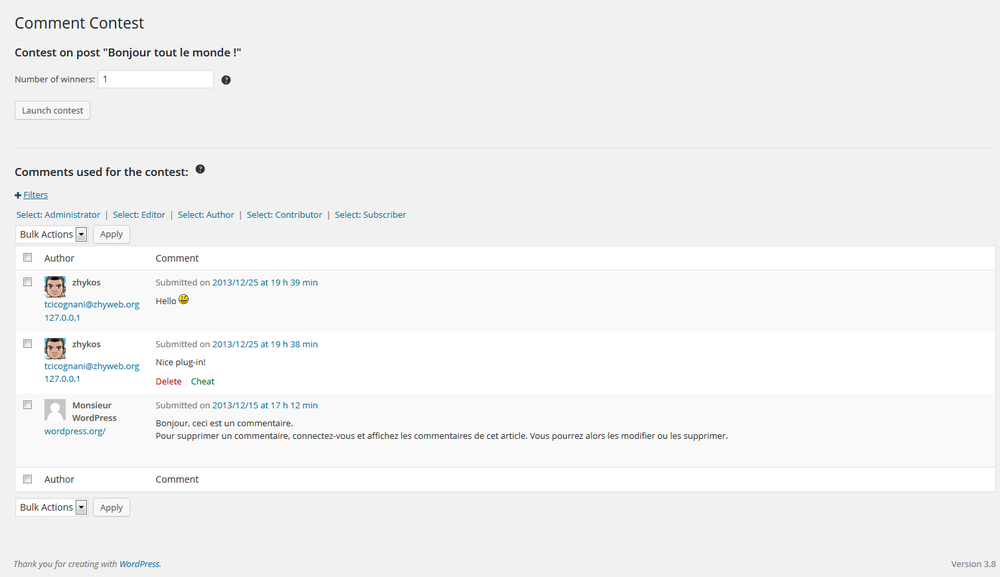 Comment Contest
Contest on post "Bonjour tout le monde !"
Number of winners: 1 ?
Launch contest
Comments used for the contest: ?
+ Filters
Select: Administrator | Select: Editor | Select: Author | Select: Contributor | Select: Subscriber
Bulk Actions Apply
Author Comment
zhykos Submitted on 2013/12/25 at 19 h 39 min
tcicognani@zhyweb.org Hello
127.0.0.1
zhykos Submitted on 2013/12/25 at 19 h 38 min
tcicognani@zhyweb.org Nice plug-in!
127.0.0.1 Delete | Cheat
Monsieur Submitted on 2013/12/15 at 17 h 12 min
WordPress Bonjour, ceci est un commentaire.
wordpress.org/ Pour supprimer un commentaire, connectez-vous et affichez les commentaires de cet article. Vous pourrez alors les modifier ou les supprimer.
Author Comment
Bulk Actions Apply
Thank you for creating with WordPress. Version 3.8